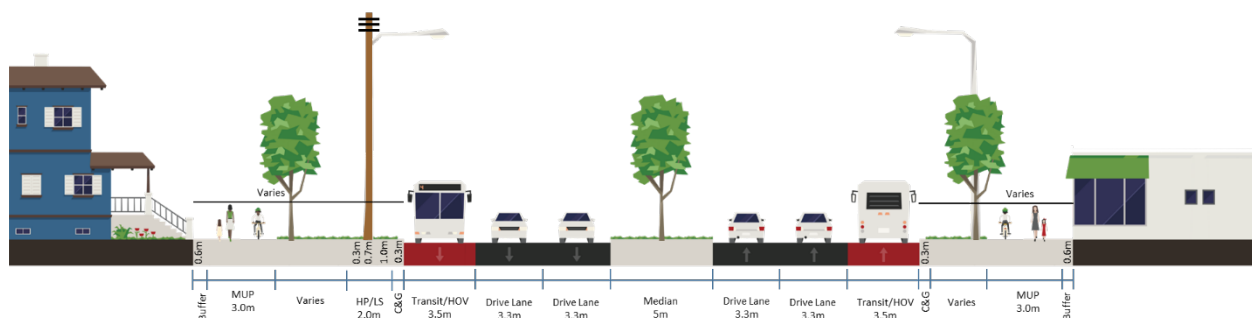 Varies
Varies
0.6m
0.3m
0.7m
1.0m
0.3m
0.3m
0.6m
Buffer
MUP
3.0m
Varies
HP/LS
2.0m
C&G
Transit/HOV
3.5m
Drive Lane
3.3m
Drive Lane
3.3m
Median
5m
Drive Lane
3.3m
Drive Lane
3.3m
Transit/HOV
3.5m
C&G
Varies
MUP
3.0m
Buffer